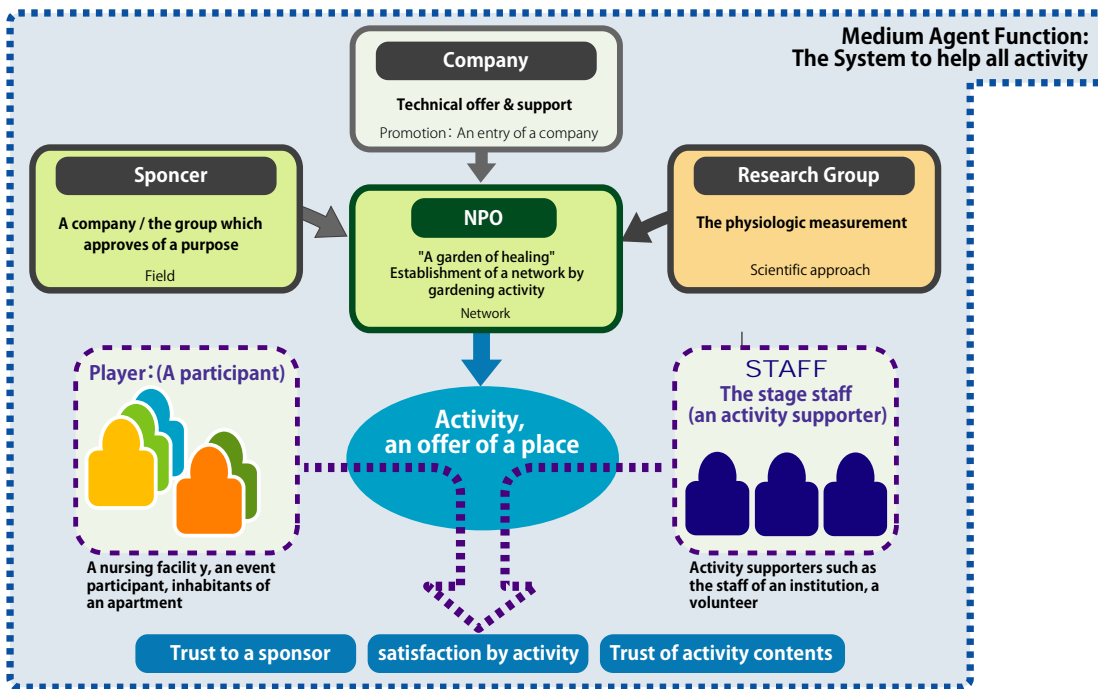 Medium Agent Function:
The System to help all activity
Company
Technical offer & support
Promotion: An entry of a company
Sponcer
A company / the group which
approves of a purpose
Field
NPO
"A garden of healing"
Establishment of a network by
gardening activity
Network
Research Group
The physiologic measurement
Scientific approach
Player:(A participant)
Activity,
an offer of a place
STAFF
The stage staff
(an activity supporter)
A nursing facilit y, an event
participant, inhabitants of
an apartment
Activity supporters such as
the staff of an institution, a
volunteer
Trust to a sponsor
satisfaction by activity
Trust of activity contents